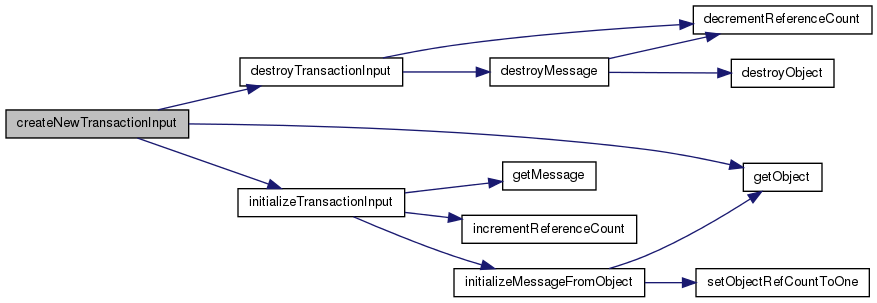 decrementReferenceCount
destroyTransactionInput
destroyMessage
destroyObject
createNewTransactionInput
getMessage
getObject
initializeTransactionInput
incrementReferenceCount
initializeMessageFromObject
setObjectRefCountToOne